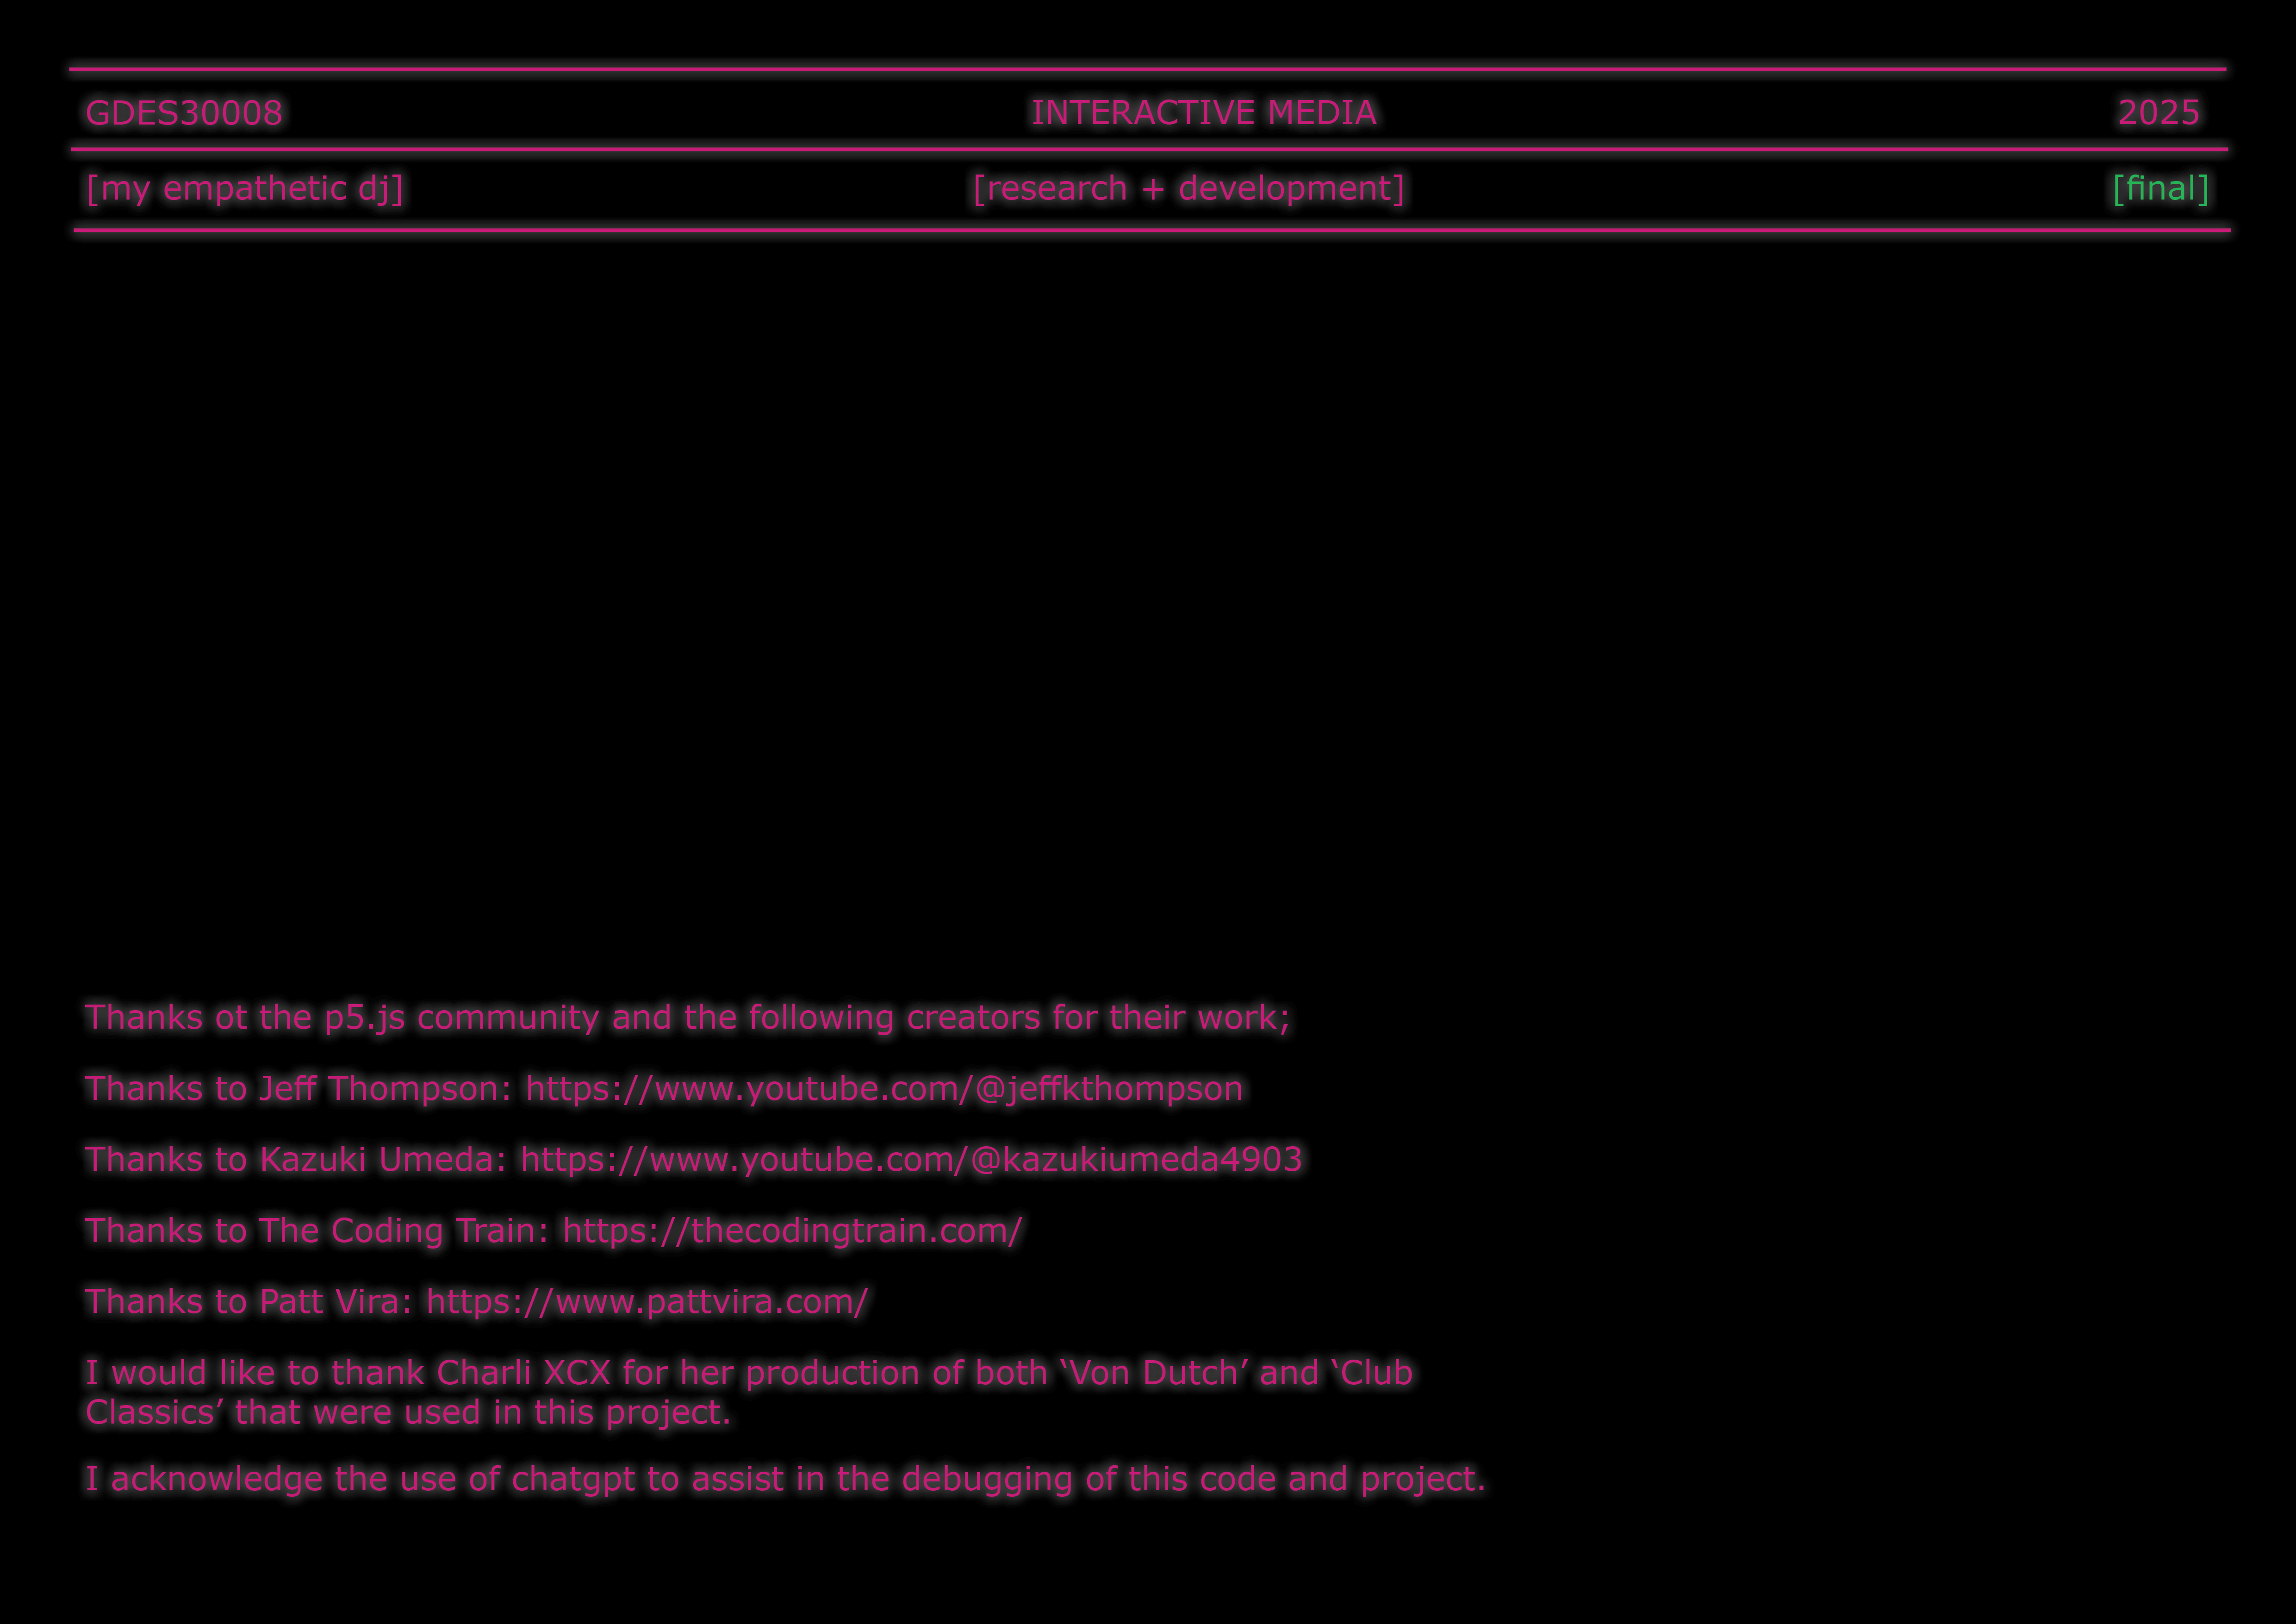 GDES30008 INTERACTIVE MEDIA 2025
[my empathetic dj] [research + development] [final]
Thanks ot the p5.js community and the following creators for their work;
Thanks to Jeff Thompson: https://www.youtube.com/@jeffkthompson
Thanks to Kazuki Umeda: https://www.youtube.com/@kazukiumeda4903
Thanks to The Coding Train: https://thecodingtrain.com/
Thanks to Patt Vira: https://www.pattvira.com/
I would like to thank Charli XCX for her production of both ‘Von Dutch’ and ‘Club
Classics’ that were used in this project.
I acknowledge the use of chatgpt to assist in the debugging of this code and project.